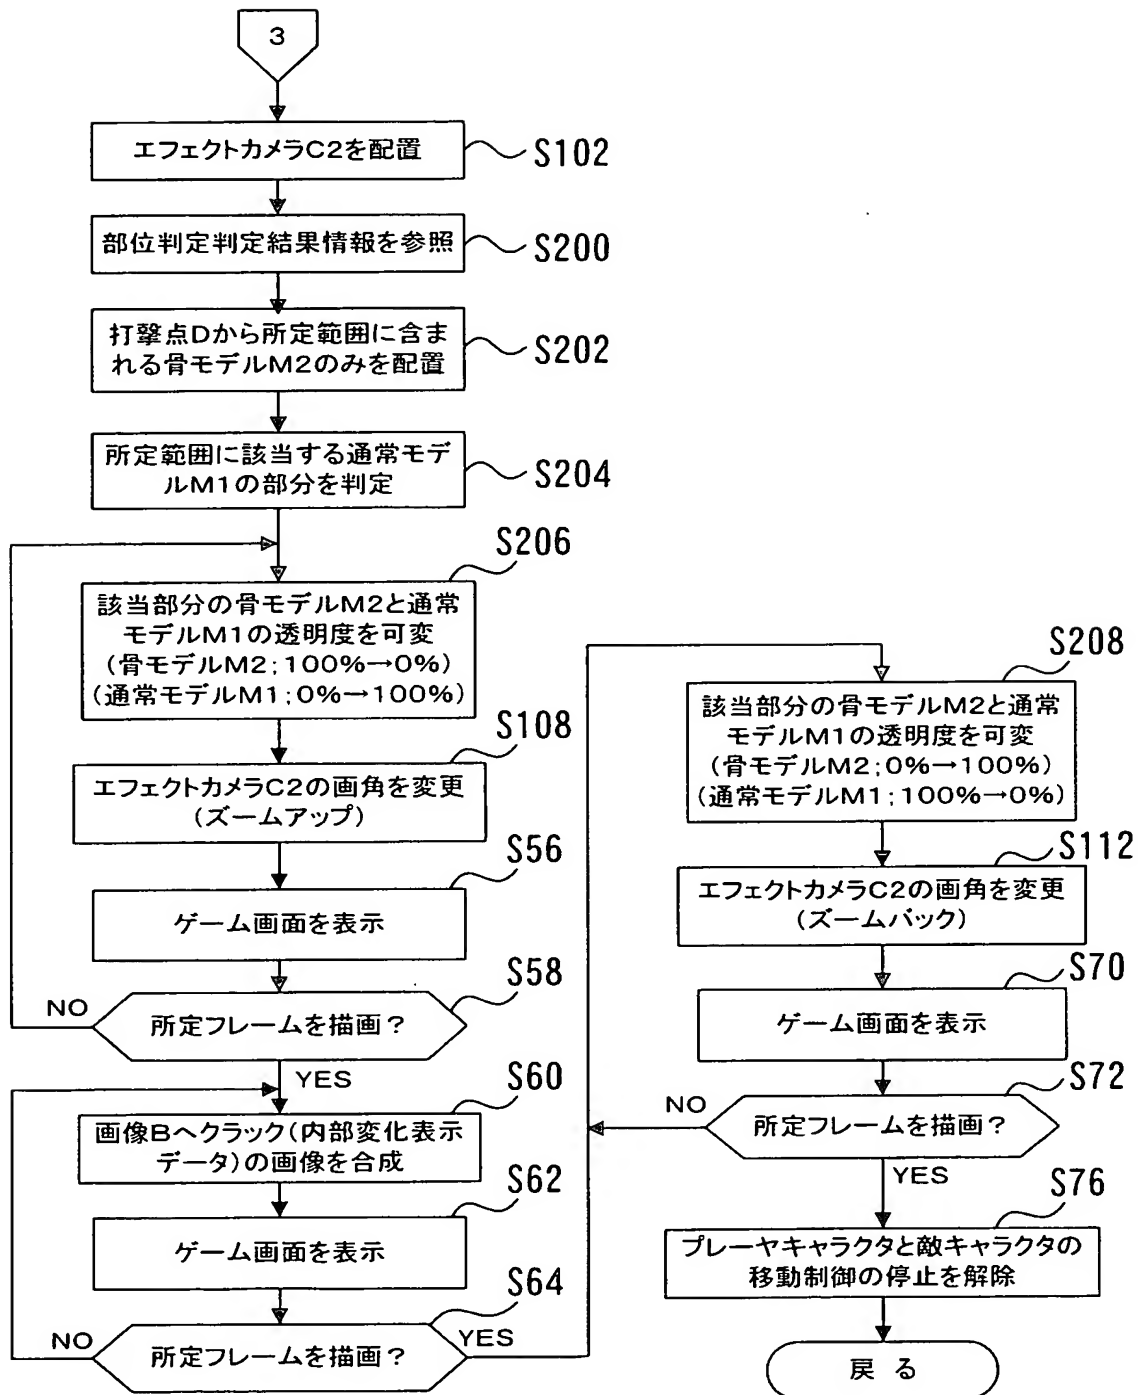 3
エフェクトカメラC2を配置
S102
部位判定判定結果情報を参照
S200
打撃点Dから所定範囲に含ま
れる骨モデルM2のみを配置
S202
所定範囲に該当する通常モデ
ルM1の部分を判定
S204
S206
該当部分の骨モデルM2と通常
モデルM1の透明度を可変
(骨モデルM2;100%→0%)
(通常モデルM1;0%→100%)
S108
エフェクトカメラC2の画角を変更
(ズームアップ)
S56
ゲーム画面を表示
S58
NO
所定フレームを描画?
YES
S60
画像Bへクラック(内部変化表示
データ)の画像を合成
S62
ゲーム画面を表示
S64
NO
所定フレームを描画?
YES
S208
該当部分の骨モデルM2と通常
モデルM1の透明度を可変
(骨モデルM2;0%→100%)
(通常モデルM1;100%→0%)
S112
エフェクトカメラC2の画角を変更
(ズームバック)
S70
ゲーム画面を表示
S72
NO
所定フレームを描画?
YES
S76
プレーヤキャラクタと敵キャラクタの
移動制御の停止を解除
戻る